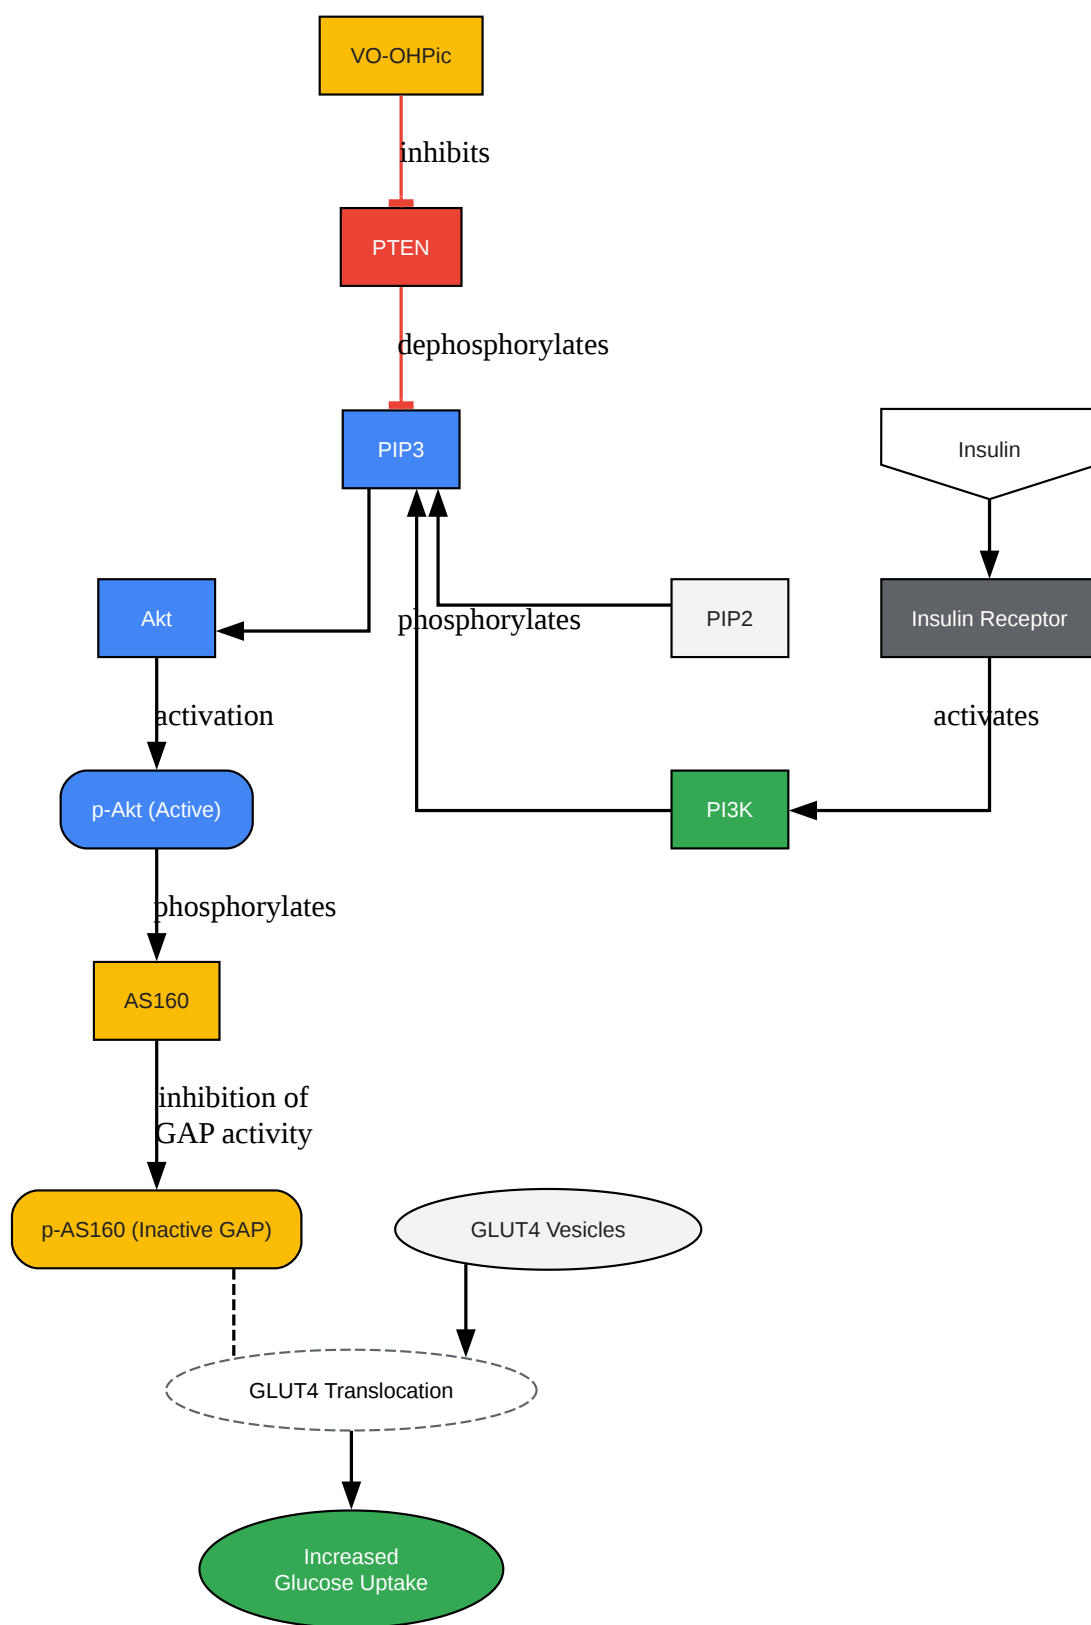 VO-OHPic
inhibits
PTEN
dephosphorylates
PIP3
Insulin
Akt
phosphorylates
PIP2
Insulin Receptor
activation
activates
p-Akt (Active)
PI3K
phosphorylates
AS160
inhibition of
GAP activity
p-AS160 (Inactive GAP)
GLUT4 Vesicles
GLUT4 Translocation
Increased
Glucose Uptake